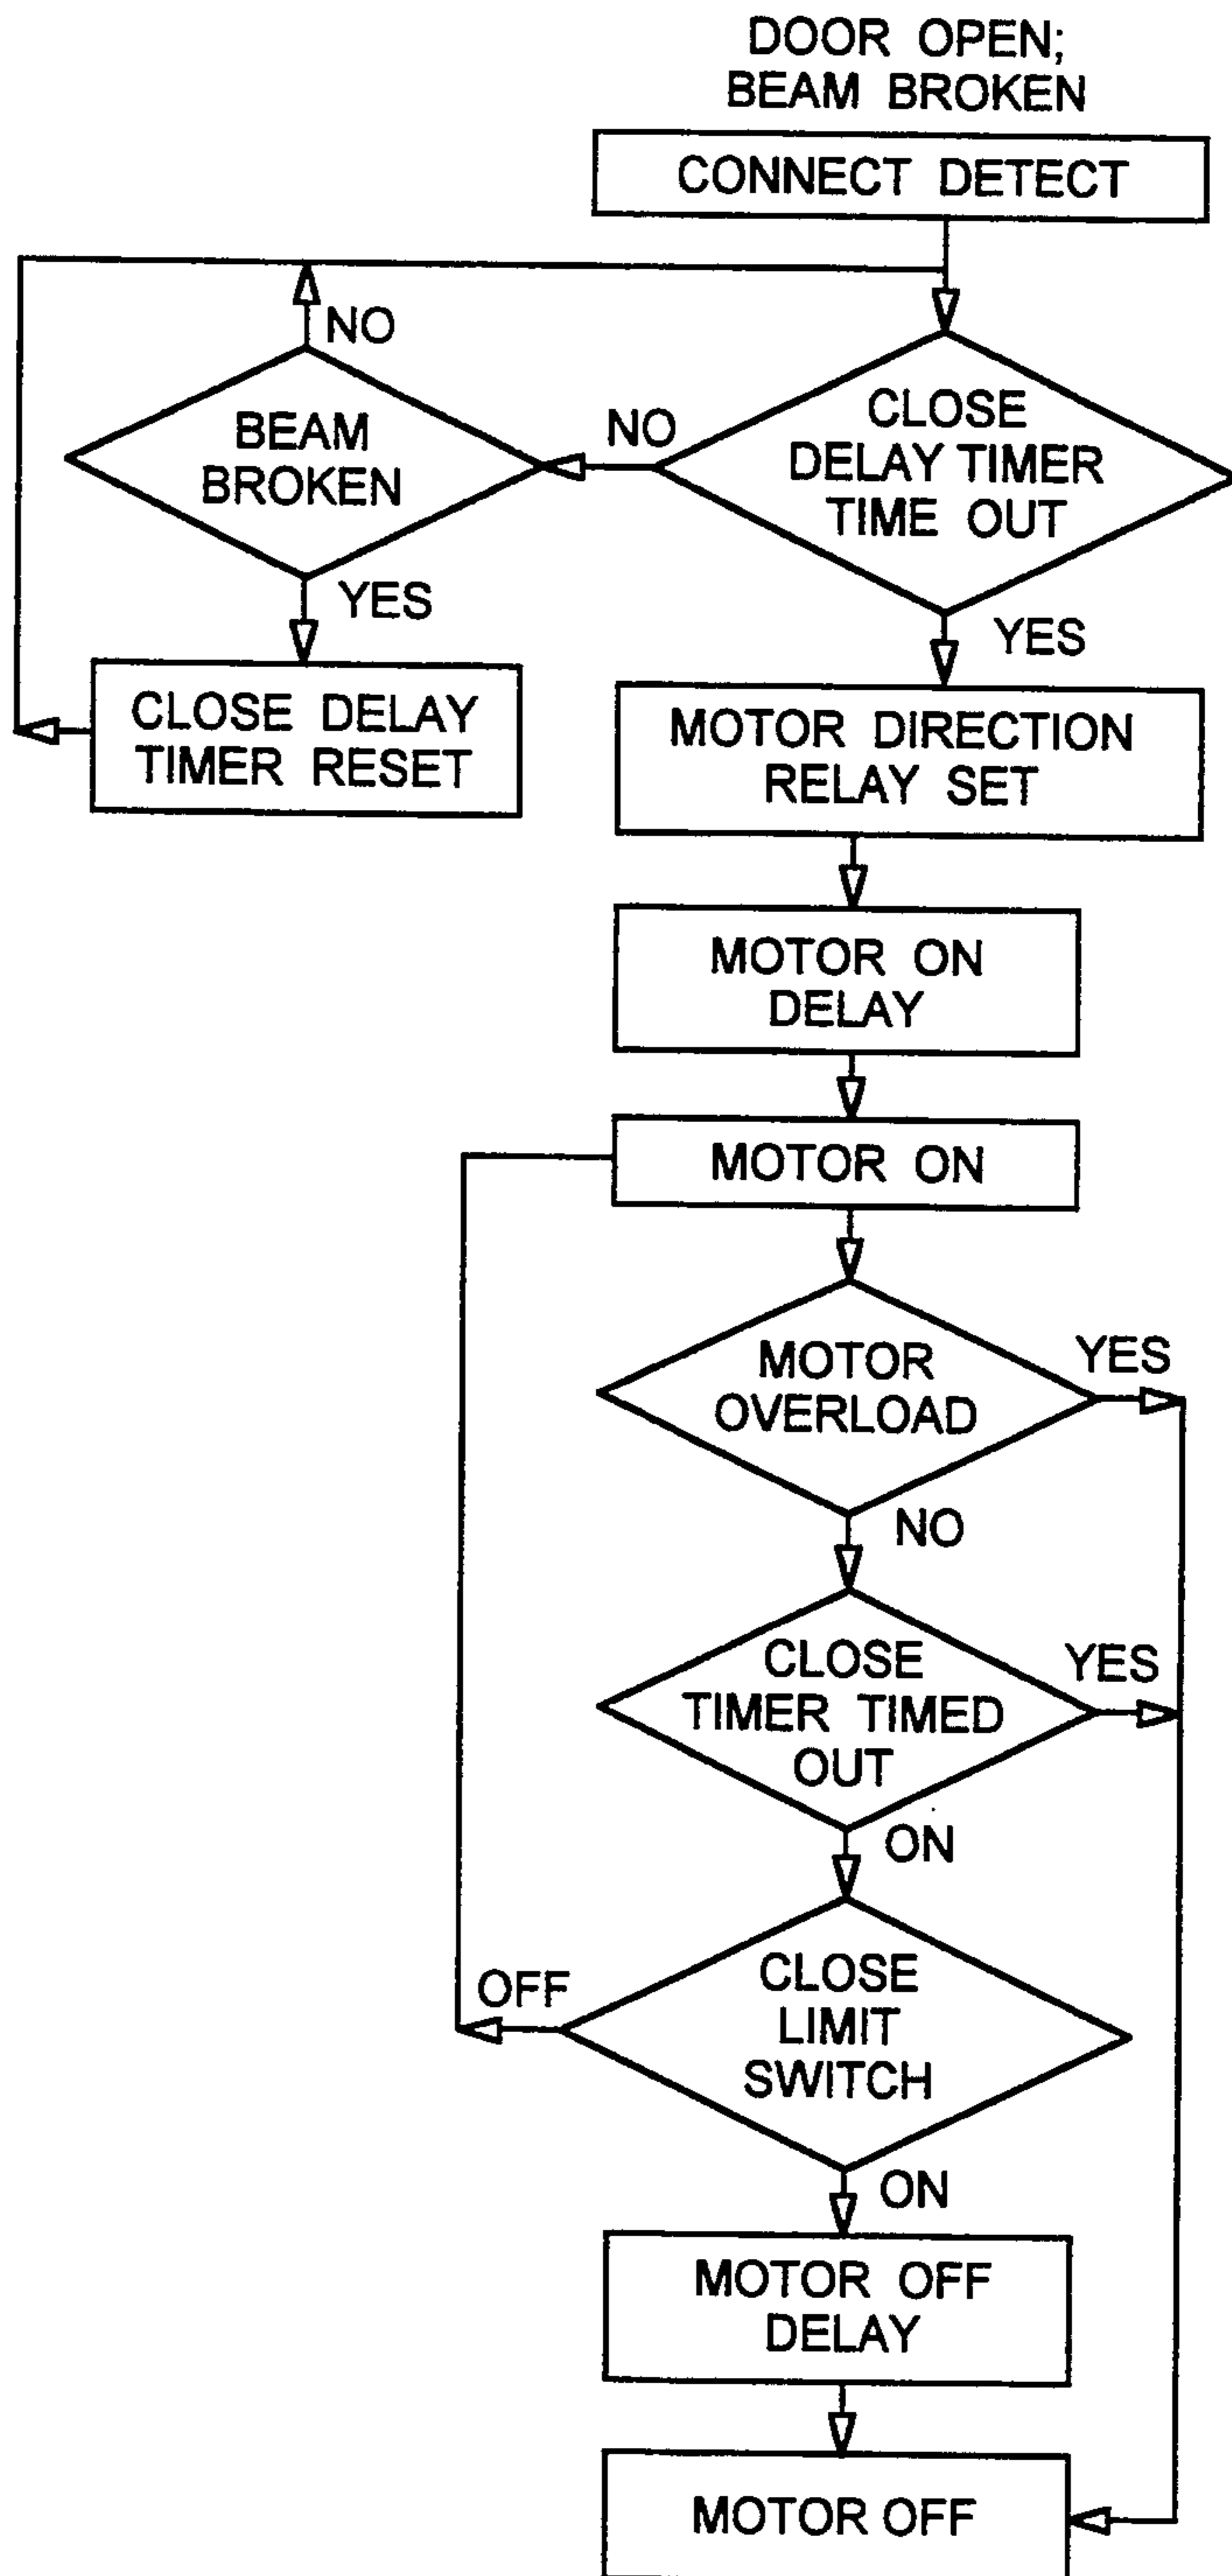 DOOR OPEN;
BEAM BROKEN
CONNECT DETECT
NO
BEAM
BROKEN
NO
CLOSE
DELAY TIMER
TIME OUT
YES
YES
CLOSE DELAY
TIMER RESET
MOTOR DIRECTION
RELAY SET
MOTOR ON
DELAY
MOTOR ON
MOTOR
OVERLOAD
YES
NO
CLOSE
TIMER TIMED
OUT
YES
ON
CLOSE
LIMIT
SWITCH
OFF
ON
MOTOR OFF
DELAY
MOTOR OFF